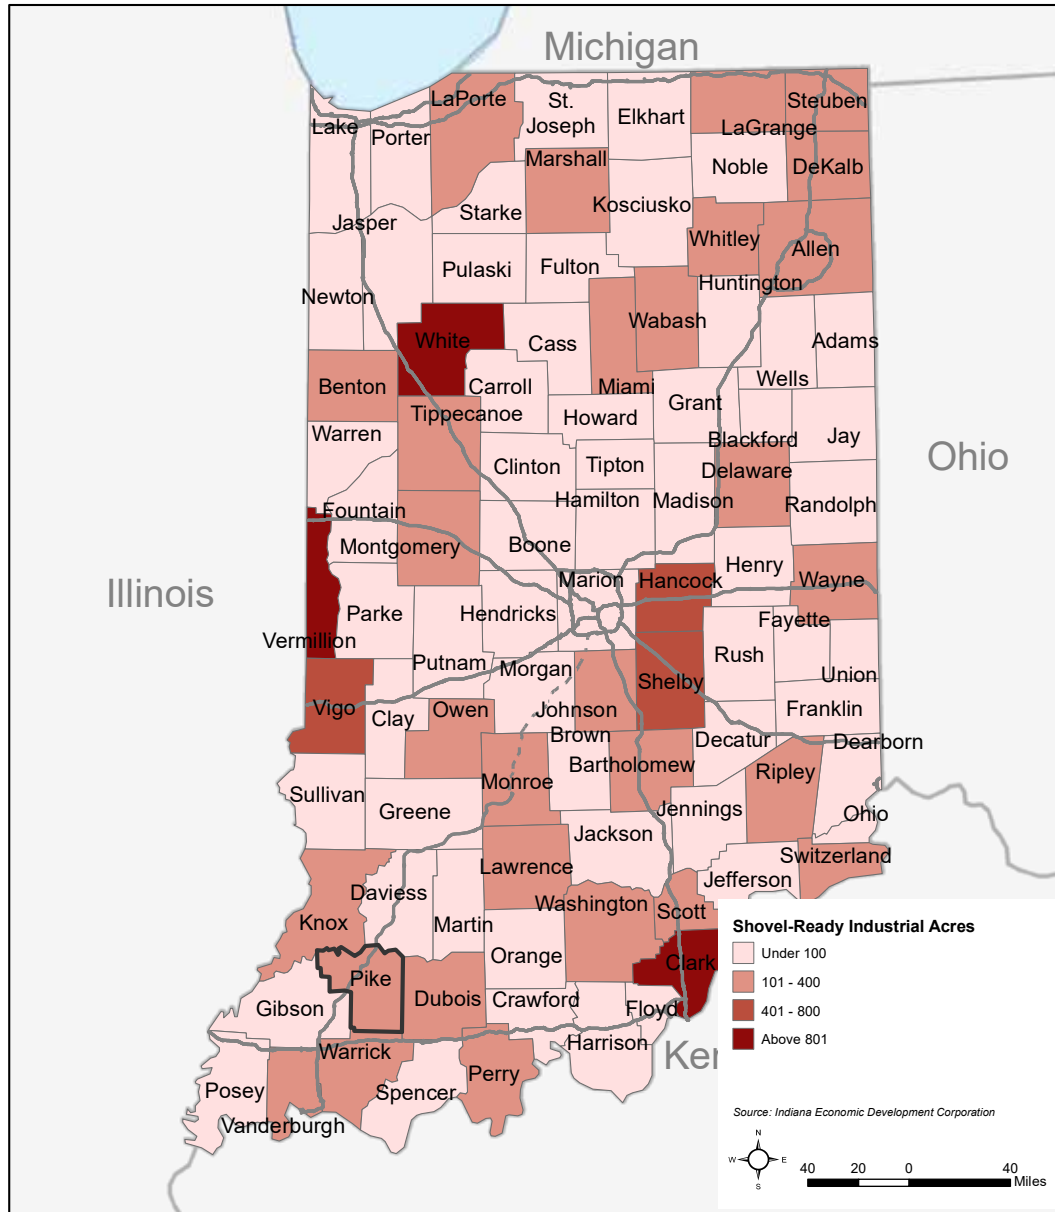 Michigan
LaPorte
St.
Joseph
Elkhart
Steuben
LaGrange
Lake
Porter
Marshall
Noble
DeKalb
Starke
Kosciusko
Jasper
Whitley
Allen
Pulaski
Fulton
Huntington
Newton
Wabash
White
Cass
Adams
Benton
Carroll
Miami
Wells
Tippecanoe
Howard
Grant
Warren
Blackford
Jay
Ohio
Clinton
Tipton
Delaware
Hamilton
Madison
Randolph
Fountain
Montgomery
Boone
Henry
Illinois
Marion
Hancock
Wayne
Parke
Hendricks
Fayette
Vermillion
Putnam
Morgan
Rush
Union
Vigo
Owen
Shelby
Clay
Johnson
Franklin
Brown
Decatur
Dearborn
Bartholomew
Monroe
Ripley
Sullivan
Greene
Jennings
Ohio
Jackson
Lawrence
Switzerland
Daviess
Jefferson
Washington
Scott
Knox
Martin
Orange
Clark
Pike
Dubois
Crawford
Gibson
Floyd
Harrison
Warrick
Ker
Perry
Posey
Spencer
Vanderburgh
Shovel-Ready Industrial Acres
Under 100
101 - 400
401 - 800
Above 801
Source: Indiana Economic Development Corporation
N
W E
S
40 20 0 40
Miles